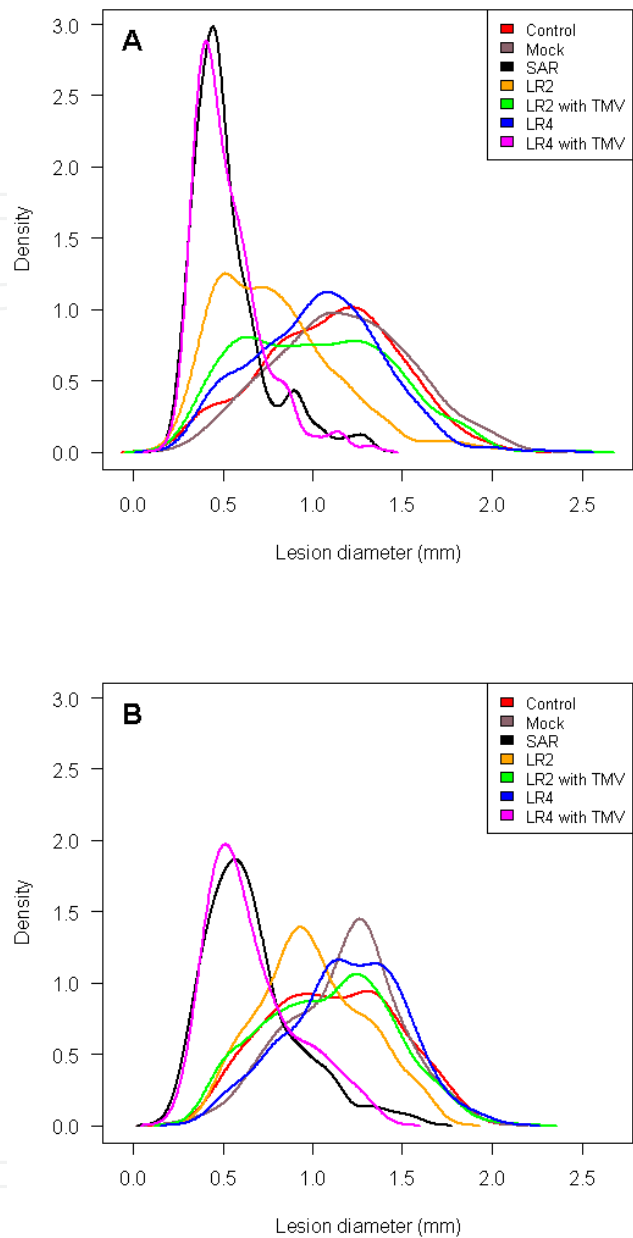 A
Control
Mock
SAR
LR2
LR2 with TMV
LR4
LR4 with TMV
Density
3.0
2.5
2.0
1.5
1.0
0.5
0.0
0.0 0.5 1.0 1.5 2.0 2.5
Lesion diameter (mm)
B
Control
Mock
SAR
LR2
LR2 with TMV
LR4
LR4 with TMV
Density
3.0
2.5
2.0
1.5
1.0
0.5
0.0
0.0 0.5 1.0 1.5 2.0 2.5
Lesion diameter (mm)